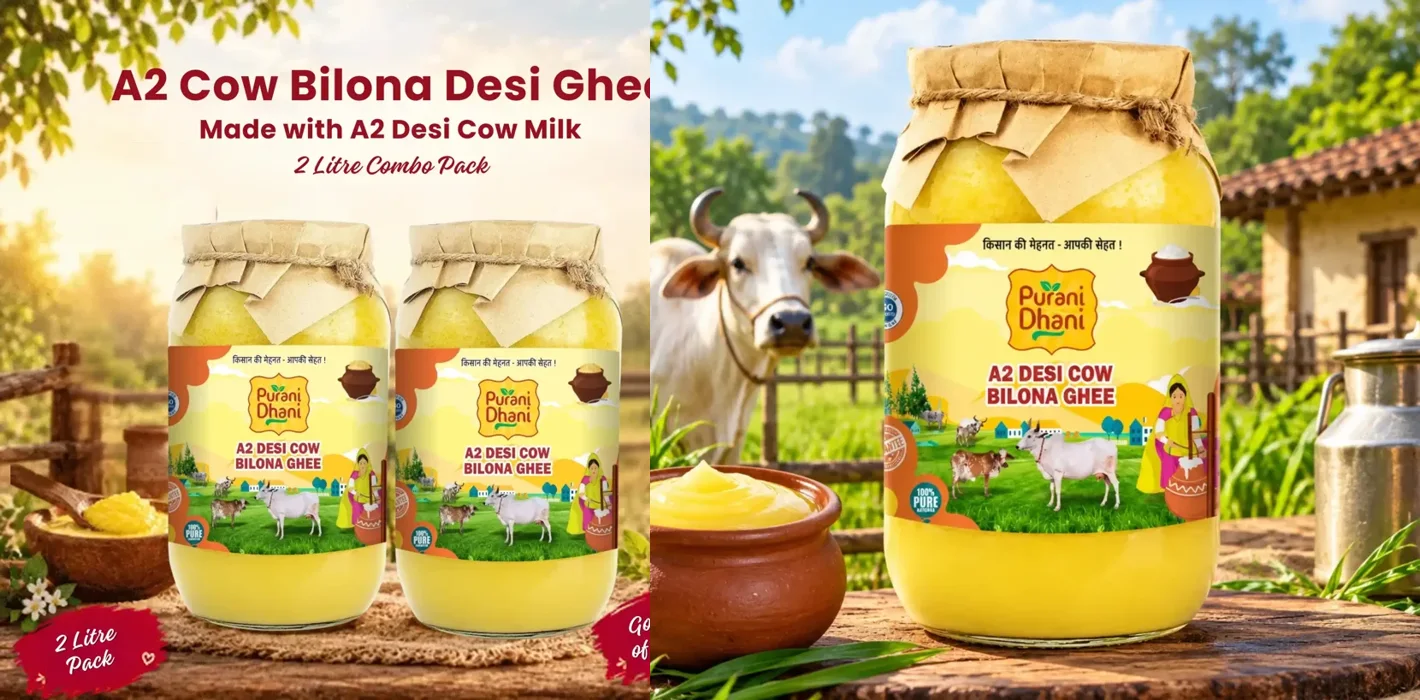 A2 Cow Bilona Desi Ghee
Made with A2 Desi Cow Milk
2 Litre Combo Pack
किसान की मेहनत - आपकी सेहत !
Purani
Dhani
A2 DESI COW
BILONA GHEE
100%
PURE
किसान की मेहनत - आपकी सेहत !
Purani
Dhani
A2 DESI COW
BILONA GHEE
100%
PURE
2 Litre
Pack
Go
of
किसान की मेहनत - आपकी सेहत !
Purani
Dhani
A2 DESI COW
BILONA GHEE
100%
PURE